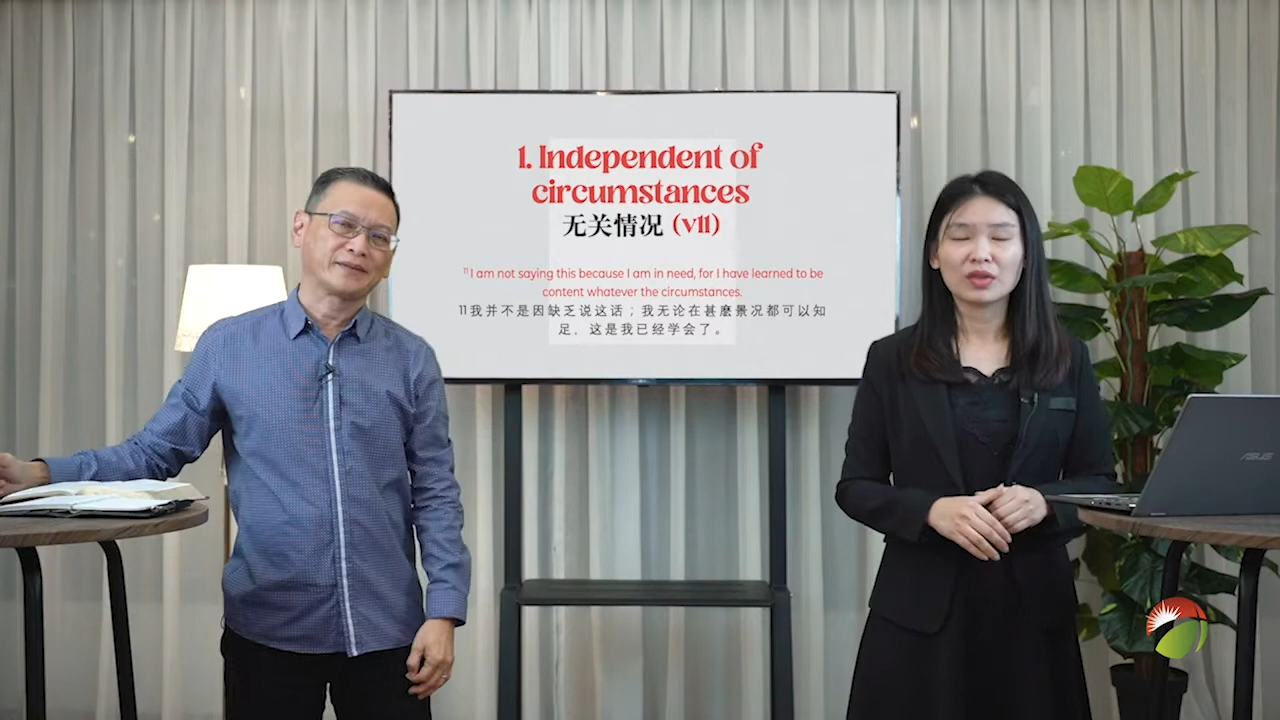 1. Independent of
circumstances
无关情况 (v11)
11 I am not saying this because I am in need, for I have learned to be
content whatever the circumstances.
11我并不是因缺乏说这话；我无论在甚麽景况都可以知
足，这是我已经学会了。
ASUS